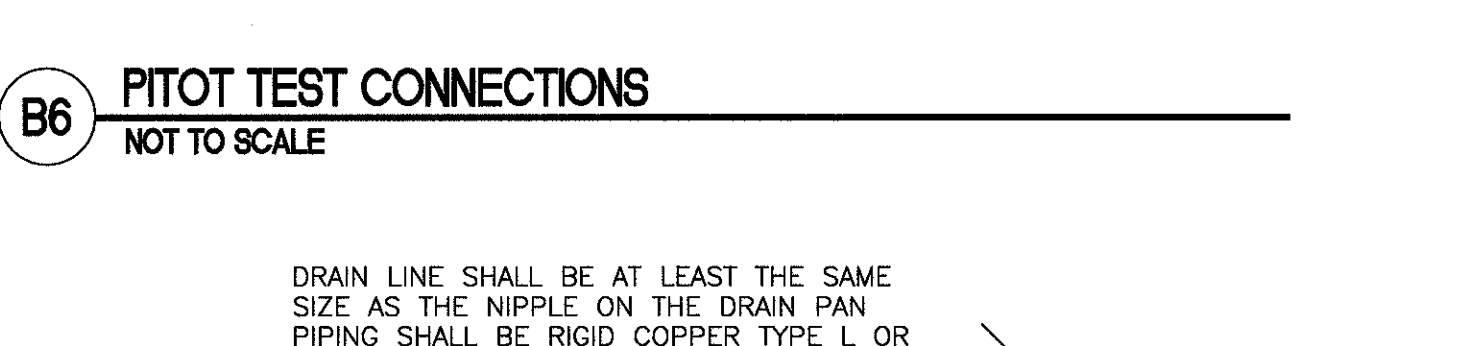 B6
PITOT TEST CONNECTIONS
NOT TO SCALE
DRAIN LINE SHALL BE AT LEAST THE SAME
SIZE AS THE NIPPLE ON THE DRAIN PAN
PIPING SHALL BE RIGID COPPER TYPE L OR